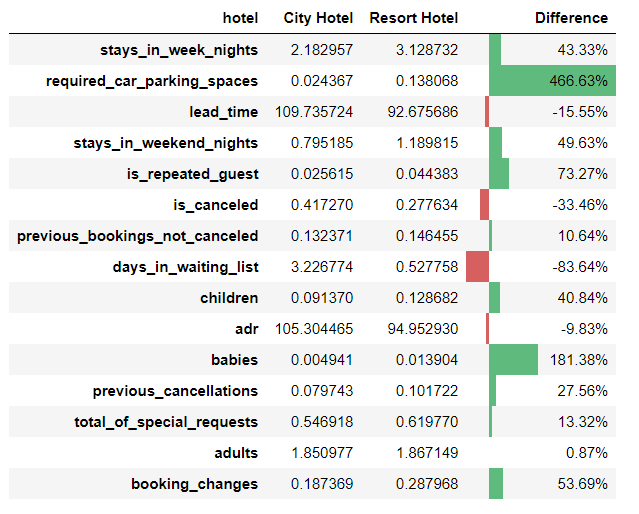 hotel City Hotel Resort Hotel Difference
stays_in_week_nights 2.182957 3.128732 43.33%
required_car_parking_spaces 0.024367 0.138068 466.63%
lead_time 109.735724 92.675686 -15.55%
stays_in_weekend_nights 0.795185 1.189815 49.63%
is_repeated_guest 0.025615 0.044383 73.27%
is_canceled 0.417270 0.277634 -33.46%
previous_bookings_not_canceled 0.132371 0.146455 10.64%
days_in_waiting_list 3.226774 0.527758 -83.64%
children 0.091370 0.128682 40.84%
adr 105.304465 94.952930 -9.83%
babies 0.004941 0.013904 181.38%
previous_cancellations 0.079743 0.101722 27.56%
total_of_special_requests 0.546918 0.619770 13.32%
adults 1.850977 1.867149 0.87%
booking_changes 0.187369 0.287968 53.69%